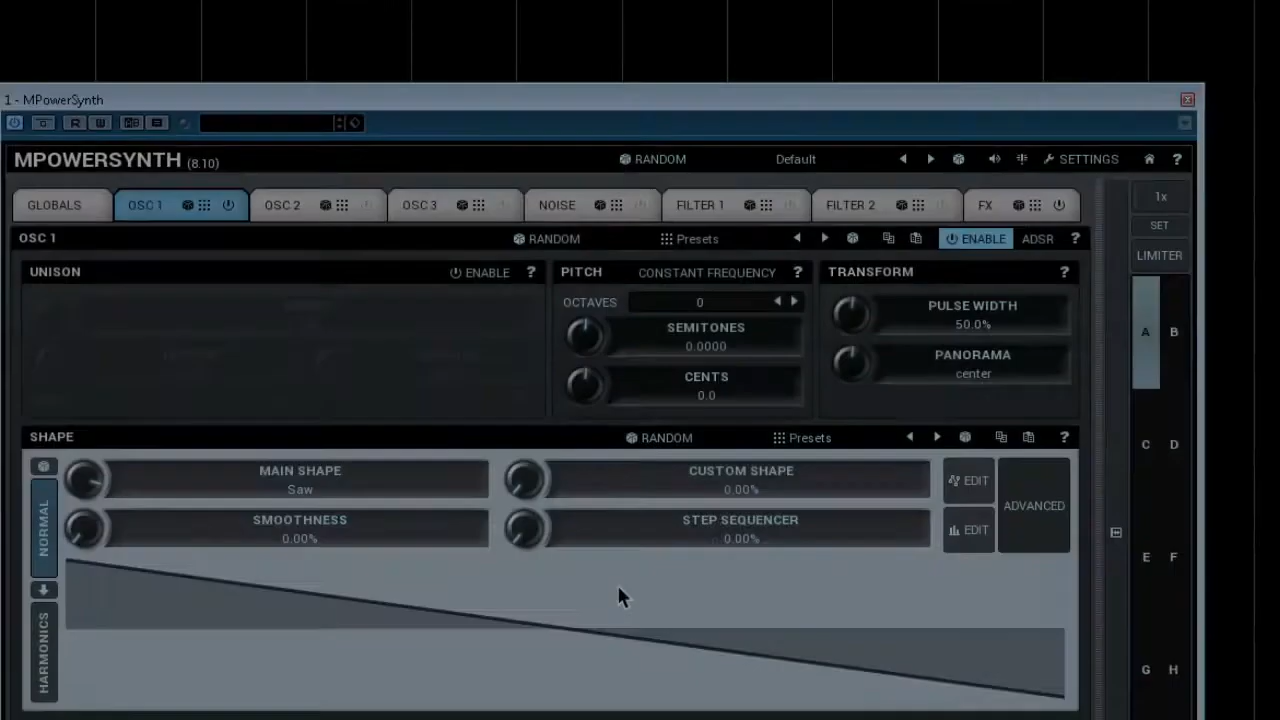 1 - MPowerSynth
R W
MPOWERSYNTH (8.10) RANDOM Default SETTINGS ?
1x
GLOBALS OSC 1 OSC 2 OSC 3 NOISE FILTER 1 FILTER 2 FX
SET
OSC 1 RANDOM Presets ENABLE ADSR ?
LIMITER
UNISON ENABLE ? PITCH CONSTANT FREQUENCY ? TRANSFORM ?
OCTAVES 0
PULSE WIDTH
50.0%
SEMITONES
0.0000
A B
PANORAMA
center
CENTS
0.0
SHAPE RANDOM Presets ?
C D
MAIN SHAPE
Saw
CUSTOM SHAPE
0.00%
EDIT
ADVANCED
NORMAL
SMOOTHNESS
0.00%
STEP SEQUENCER
0.00%
EDIT
E F
HARMONICS
G H